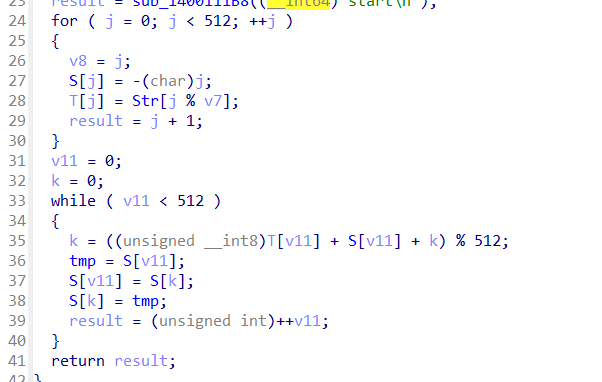 23 result = sub_1400111B8((__int64)"start\n");
24 for ( j = 0; j < 512; ++j )
25 {
26 v8 = j;
27 S[j] = -(char)j;
28 T[j] = Str[j % v7];
29 result = j + 1;
30 }
31 v11 = 0;
32 k = 0;
33 while ( v11 < 512 )
34 {
35 k = ((unsigned __int8)T[v11] + S[v11] + k) % 512;
36 tmp = S[v11];
37 S[v11] = S[k];
38 S[k] = tmp;
39 result = (unsigned int)++v11;
40 }
41 return result;
42 }